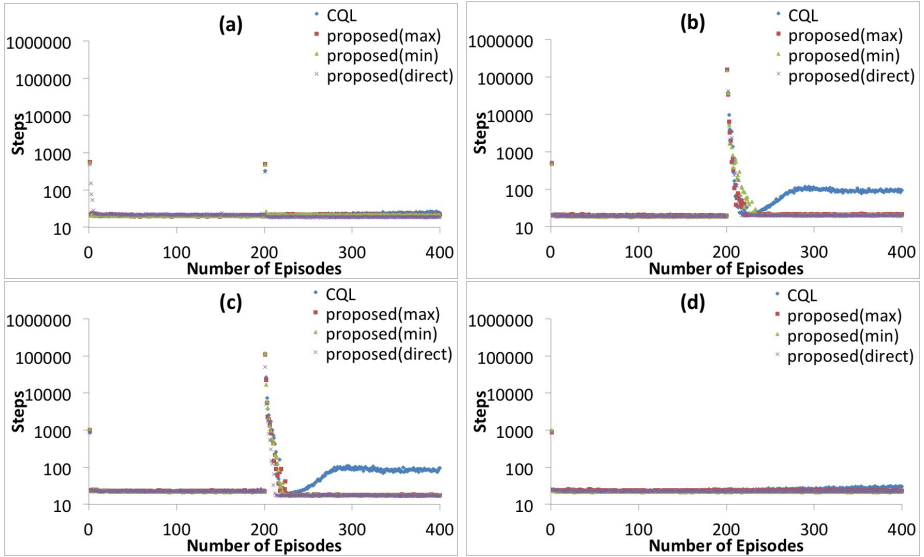 (a)
CQL
proposed(max)
proposed(min)
proposed(direct)
1000000
100000
10000
1000
100
10
Steps
0 100 200 300 400
Number of Episodes
(b)
CQL
proposed(max)
proposed(min)
proposed(direct)
1000000
100000
10000
1000
100
10
Steps
0 100 200 300 400
Number of Episodes
(c)
CQL
proposed(max)
proposed(min)
proposed(direct)
1000000
100000
10000
1000
100
10
Steps
0 100 200 300 400
Number of Episodes
(d)
CQL
proposed(max)
proposed(min)
proposed(direct)
1000000
100000
10000
1000
100
10
Steps
0 100 200 300 400
Number of Episodes